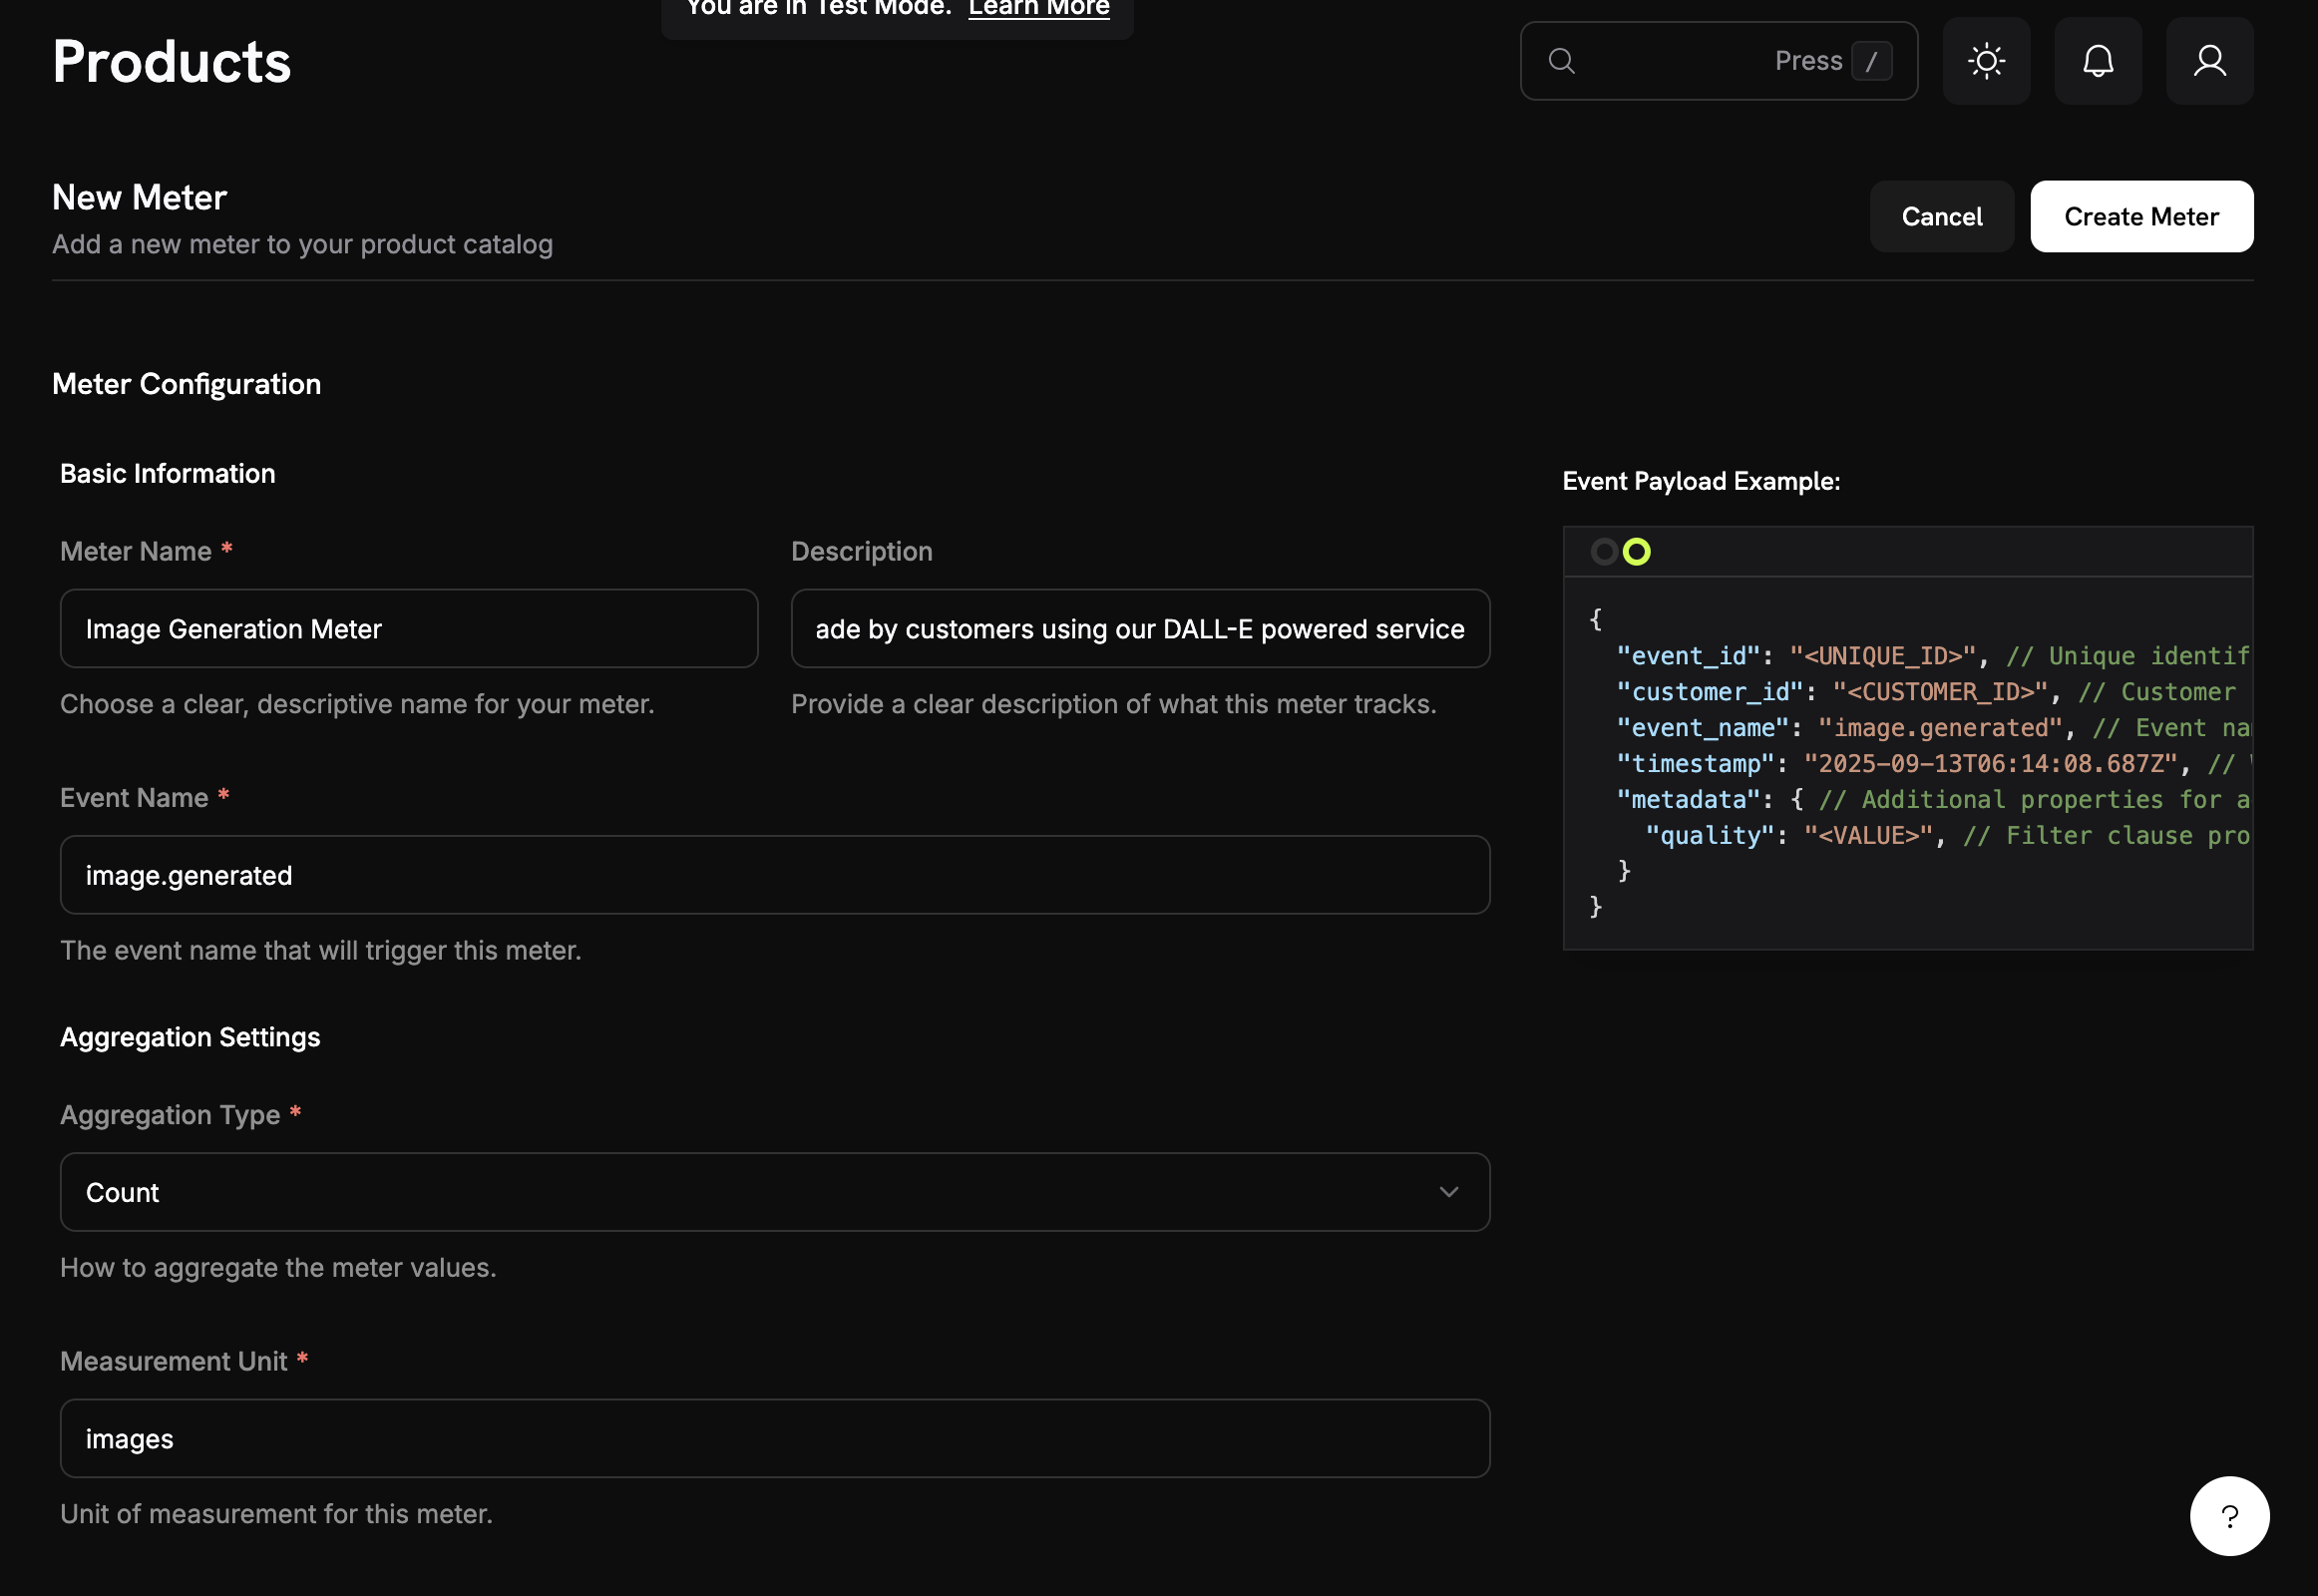 You are in Test Mode. Learn More
Products
Press /
New Meter
Add a new meter to your product catalog
Cancel
Create Meter
Meter Configuration
Basic Information
Meter Name *
Image Generation Meter
Choose a clear, descriptive name for your meter.
Description
ade by customers using our DALL-E powered service
Provide a clear description of what this meter tracks.
Event Name *
image.generated
The event name that will trigger this meter.
Aggregation Settings
Aggregation Type *
Count
How to aggregate the meter values.
Measurement Unit *
images
Unit of measurement for this meter.
Event Payload Example:
{
"event_id": "<UNIQUE_ID>", // Unique identif
"customer_id": "<CUSTOMER_ID>", // Customer
"event_name": "image.generated", // Event na
"timestamp": "2025-09-13T06:14:08.687Z", //
"metadata": { // Additional properties for a
"quality": "<VALUE>", // Filter clause pro
}
}
?